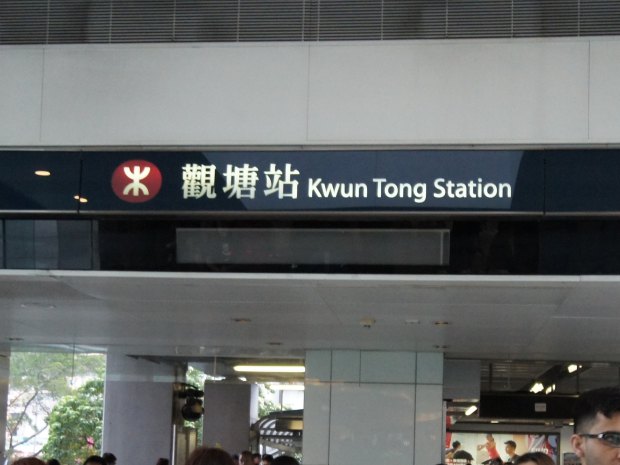 觀塘站 Kwun Tong Station